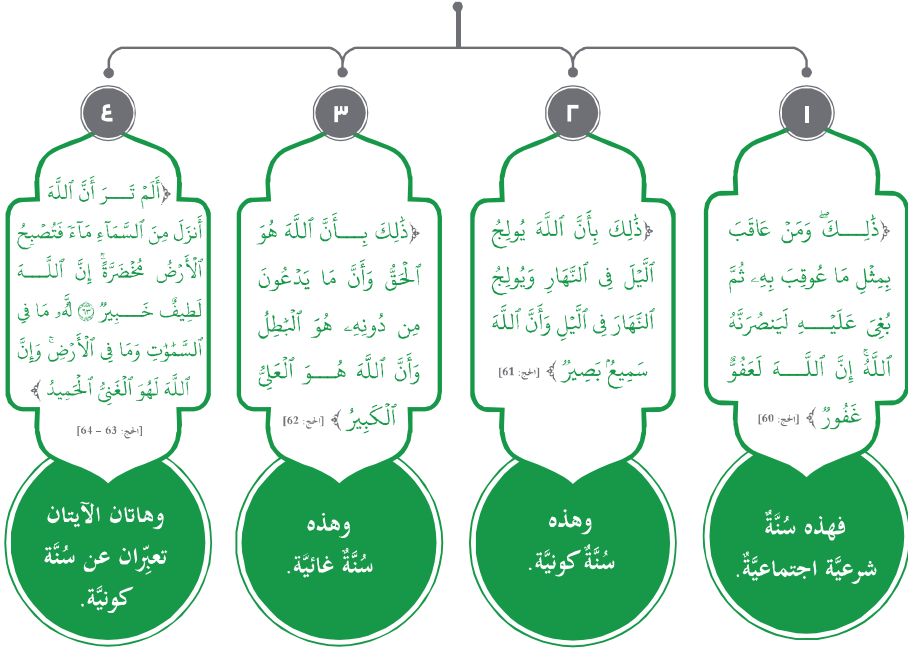 ١
﴿ذَٰلِكَۖ وَمَنْ عَاقَبَ
بِمِثْلِ مَا عُوقِبَ بِهِۦ ثُمَّ
بُغِيَ عَلَيْهِ لَيَنصُرَنَّهُ
ٱللَّهُۚ إِنَّ ٱللَّهَ لَعَفُوٌّ
غَفُورٌ﴾ [الحج: 60]
فهذه سُنَّةٌ
شرعيَّة اجتماعيَّةٌ.
٢
﴿ذَٰلِكَ بِأَنَّ ٱللَّهَ يُولِجُ
ٱلَّيْلَ فِي ٱلنَّهَارِ وَيُولِجُ
ٱلنَّهَارَ فِي ٱلَّيْلِ وَأَنَّ ٱللَّهَ
سَمِيعٌۢ بَصِيرٌ﴾ [الحج: 61]
وهذه
سُنَّةٌ كونيَّة.
٣
﴿ذَٰلِكَ بِأَنَّ ٱللَّهَ هُوَ
ٱلْحَقُّ وَأَنَّ مَا يَدْعُونَ
مِن دُونِهِۦ هُوَ ٱلْبَٰطِلُ
وَأَنَّ ٱللَّهَ هُوَ ٱلْعَلِيُّ
ٱلْكَبِيرُ﴾ [الحج: 62]
وهذه
سُنَّةٌ غائيَّة.
٤
﴿أَلَمْ تَرَ أَنَّ ٱللَّهَ
أَنزَلَ مِنَ ٱلسَّمَآءِ مَآءً فَتُصْبِحُ
ٱلْأَرْضُ مُخْضَرَّةًۚ إِنَّ ٱللَّهَ
لَطِيفٌ خَبِيرٌ ٦٣ لَّهُۥ مَا فِي
ٱلسَّمَٰوَٰتِ وَمَا فِي ٱلْأَرْضِۚ وَإِنَّ
ٱللَّهَ لَهُوَ ٱلْغَنِيُّ ٱلْحَمِيدُ﴾
[الحج: 63 - 64]
وهاتان الآيتان
تعبِّران عن سُنَّة
كونيَّة.